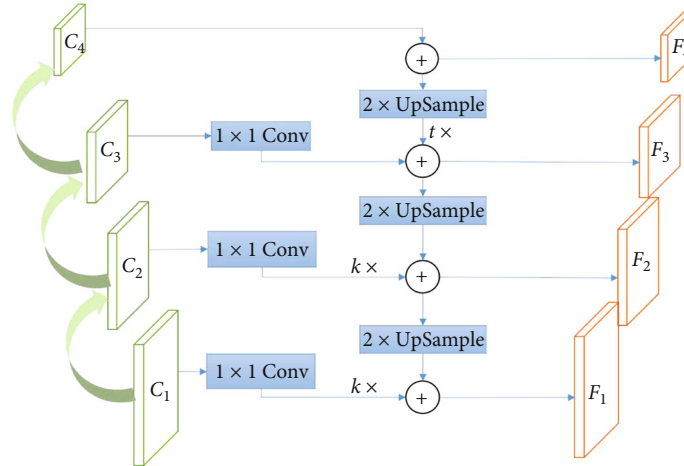 C4
+
F
2 × UpSample
t ×
C3
1 × 1 Conv
+
F3
2 × UpSample
C2
1 × 1 Conv
k ×
+
F2
2 × UpSample
C1
1 × 1 Conv
k ×
+
F1